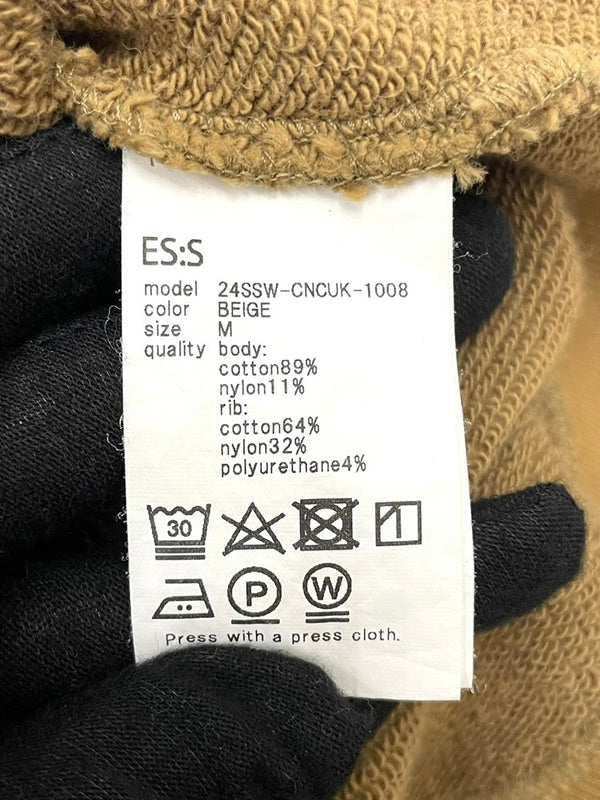 ES:S
model 24SSW-CNCUK-1008
color BEIGE
size M
quality body:
cotton89%
nylon11%
rib:
cotton64%
nylon32%
polyurethane4%
30
P W
Press with a press cloth.